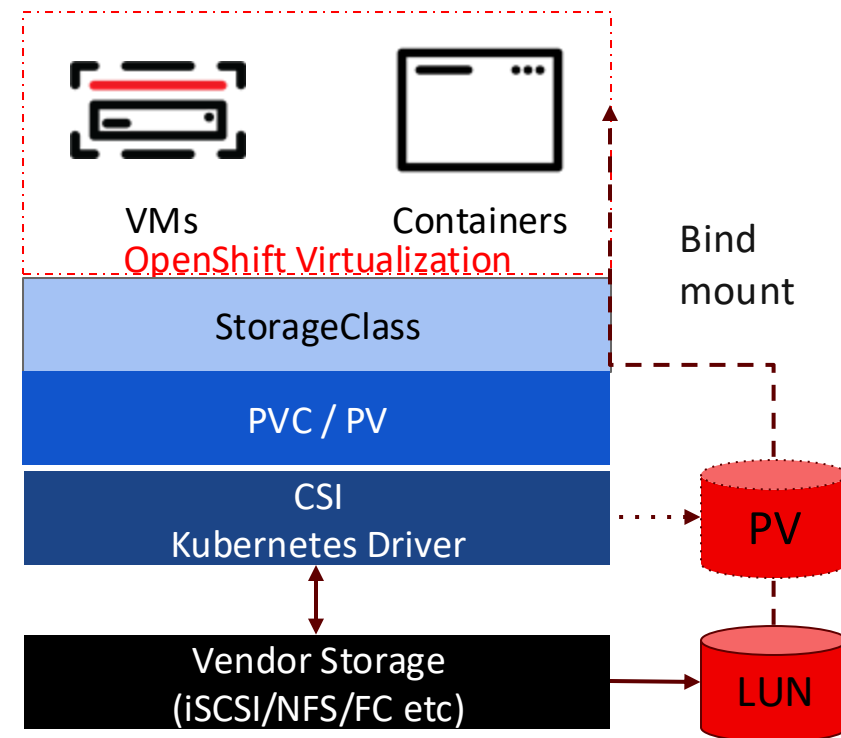 VMs
Containers
OpenShift Virtualization
Bind
mount
StorageClass
PVC / PV
CSI
Kubernetes Driver
PV
Vendor Storage
(iSCSI/NFS/FC etc)
LUN